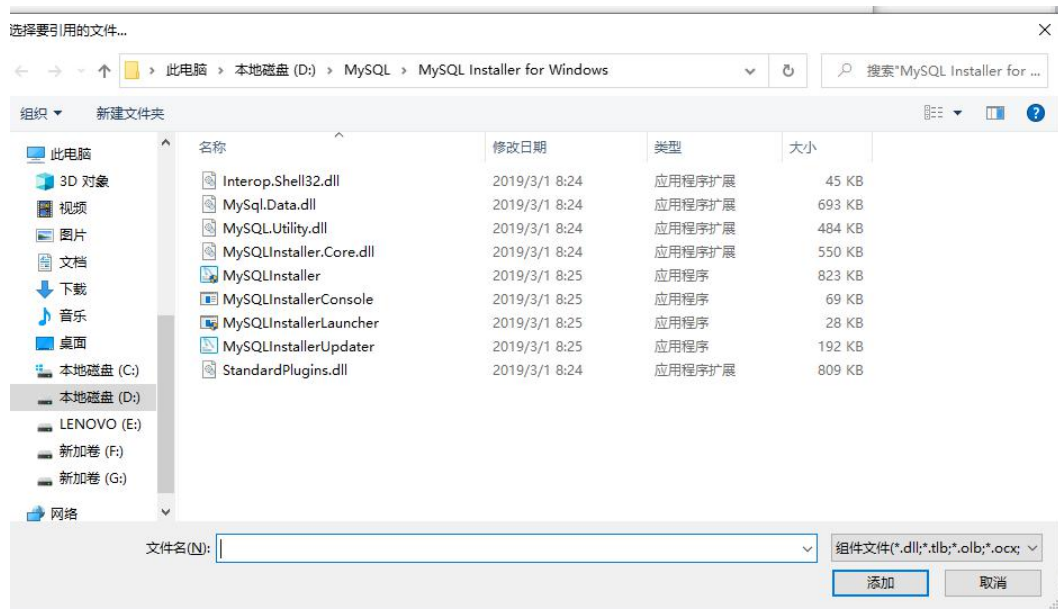 选择要引用的文件...
此电脑 › 本地磁盘 (D:) › MySQL › MySQL Installer for Windows
搜索"MySQL Installer for ...
组织 新建文件夹
此电脑
3D 对象
视频
图片
文档
下载
音乐
桌面
本地磁盘 (C:)
本地磁盘 (D:)
LENOVO (E:)
新加卷 (F:)
新加卷 (G:)
网络
名称 修改日期 类型 大小
Interop.Shell32.dll 2019/3/1 8:24 应用程序扩展 45 KB
MySql.Data.dll 2019/3/1 8:24 应用程序扩展 693 KB
MySQL.Utility.dll 2019/3/1 8:24 应用程序扩展 484 KB
MySQLInstaller.Core.dll 2019/3/1 8:24 应用程序扩展 550 KB
MySQLInstaller 2019/3/1 8:25 应用程序 823 KB
MySQLInstallerConsole 2019/3/1 8:25 应用程序 69 KB
MySQLInstallerLauncher 2019/3/1 8:25 应用程序 28 KB
MySQLInstallerUpdater 2019/3/1 8:25 应用程序 192 KB
StandardPlugins.dll 2019/3/1 8:24 应用程序扩展 809 KB
文件名(N): 组件文件(*.dll;*.tlb;*.olb;*.ocx;
添加 取消